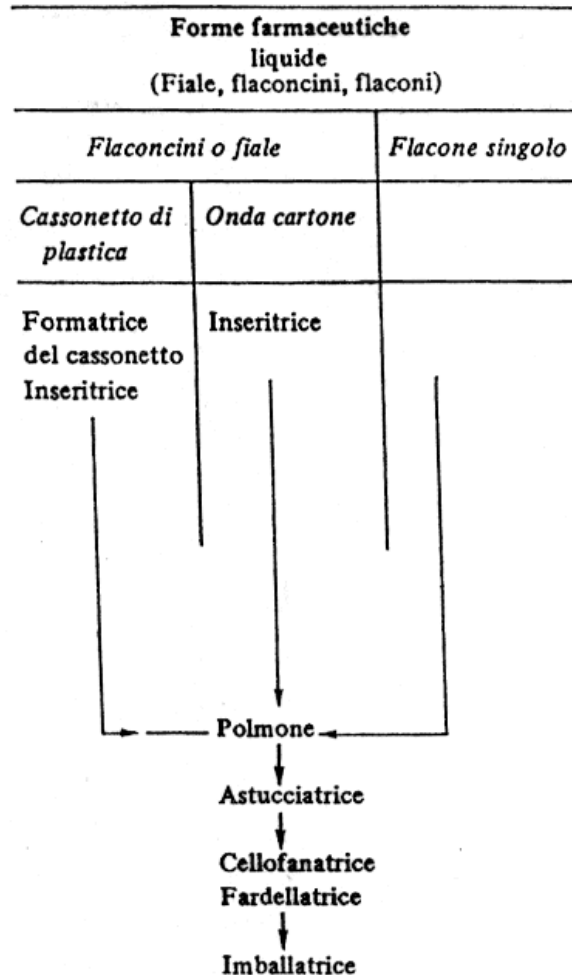 Forme farmaceutiche
liquide
(Fiale, flaconcini, flaconi)
Flaconcini o fiale
Flacone singolo
Cassonetto di
plastica
Onda cartone
Formatrice
del cassonetto
Inseritrice
Inseritrice
Polmone
Astucciatrice
Cellofanatrice
Fardellatrice
Imballatrice